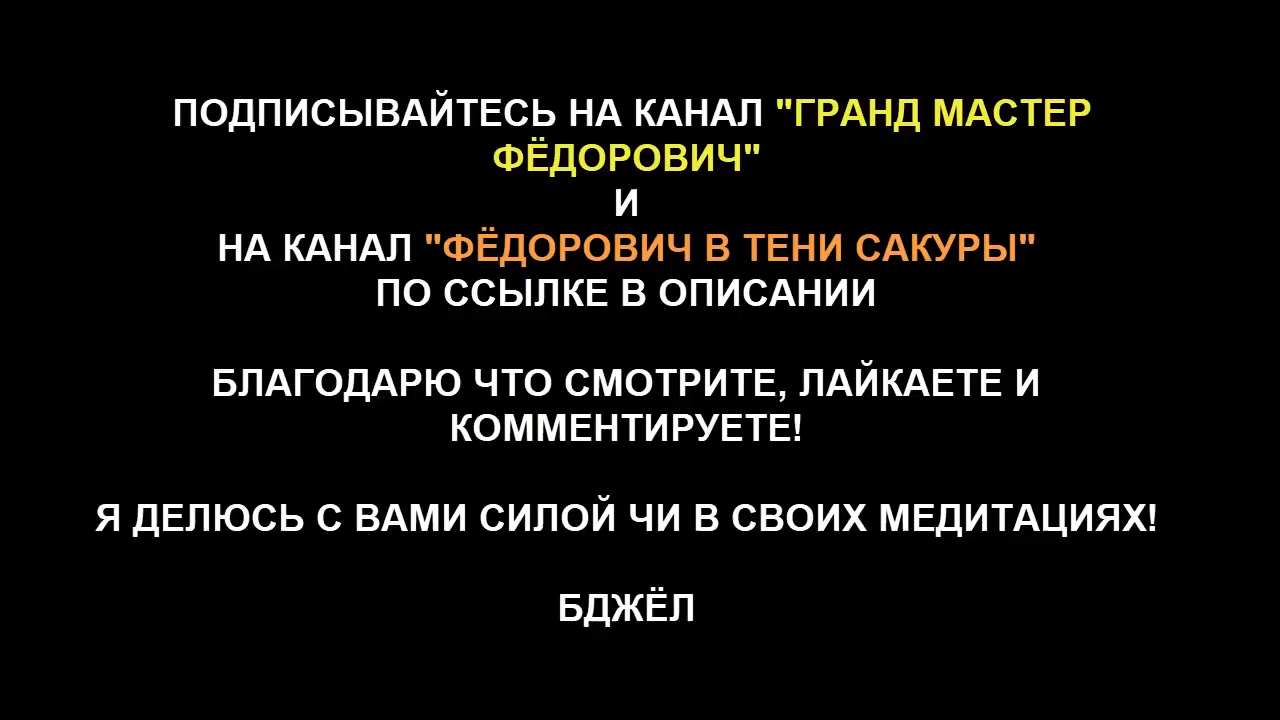 ПОДПИСЫВАЙТЕСЬ НА КАНАЛ "ГРАНД МАСТЕР
ФЁДОРОВИЧ"
И
НА КАНАЛ "ФЁДОРОВИЧ В ТЕНИ САКУРЫ"
ПО ССЫЛКЕ В ОПИСАНИИ
БЛАГОДАРЮ ЧТО СМОТРИТЕ, ЛАЙКАЕТЕ И
КОММЕНТИРУЕТЕ!
Я ДЕЛЮСЬ С ВАМИ СИЛОЙ ЧИ В СВОИХ МЕДИТАЦИЯХ!
БДЖЁЛ